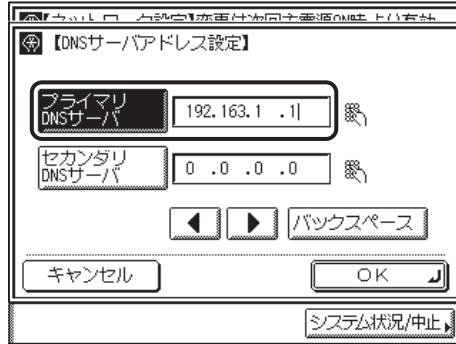 【DNSサーバアドレス設定】
プライマリ
DNSサーバ
192.163.1 .1
セカンダリ
DNSサーバ
0 .0 .0 .0
バックスペース
キャンセル
OK
システム状況/中止